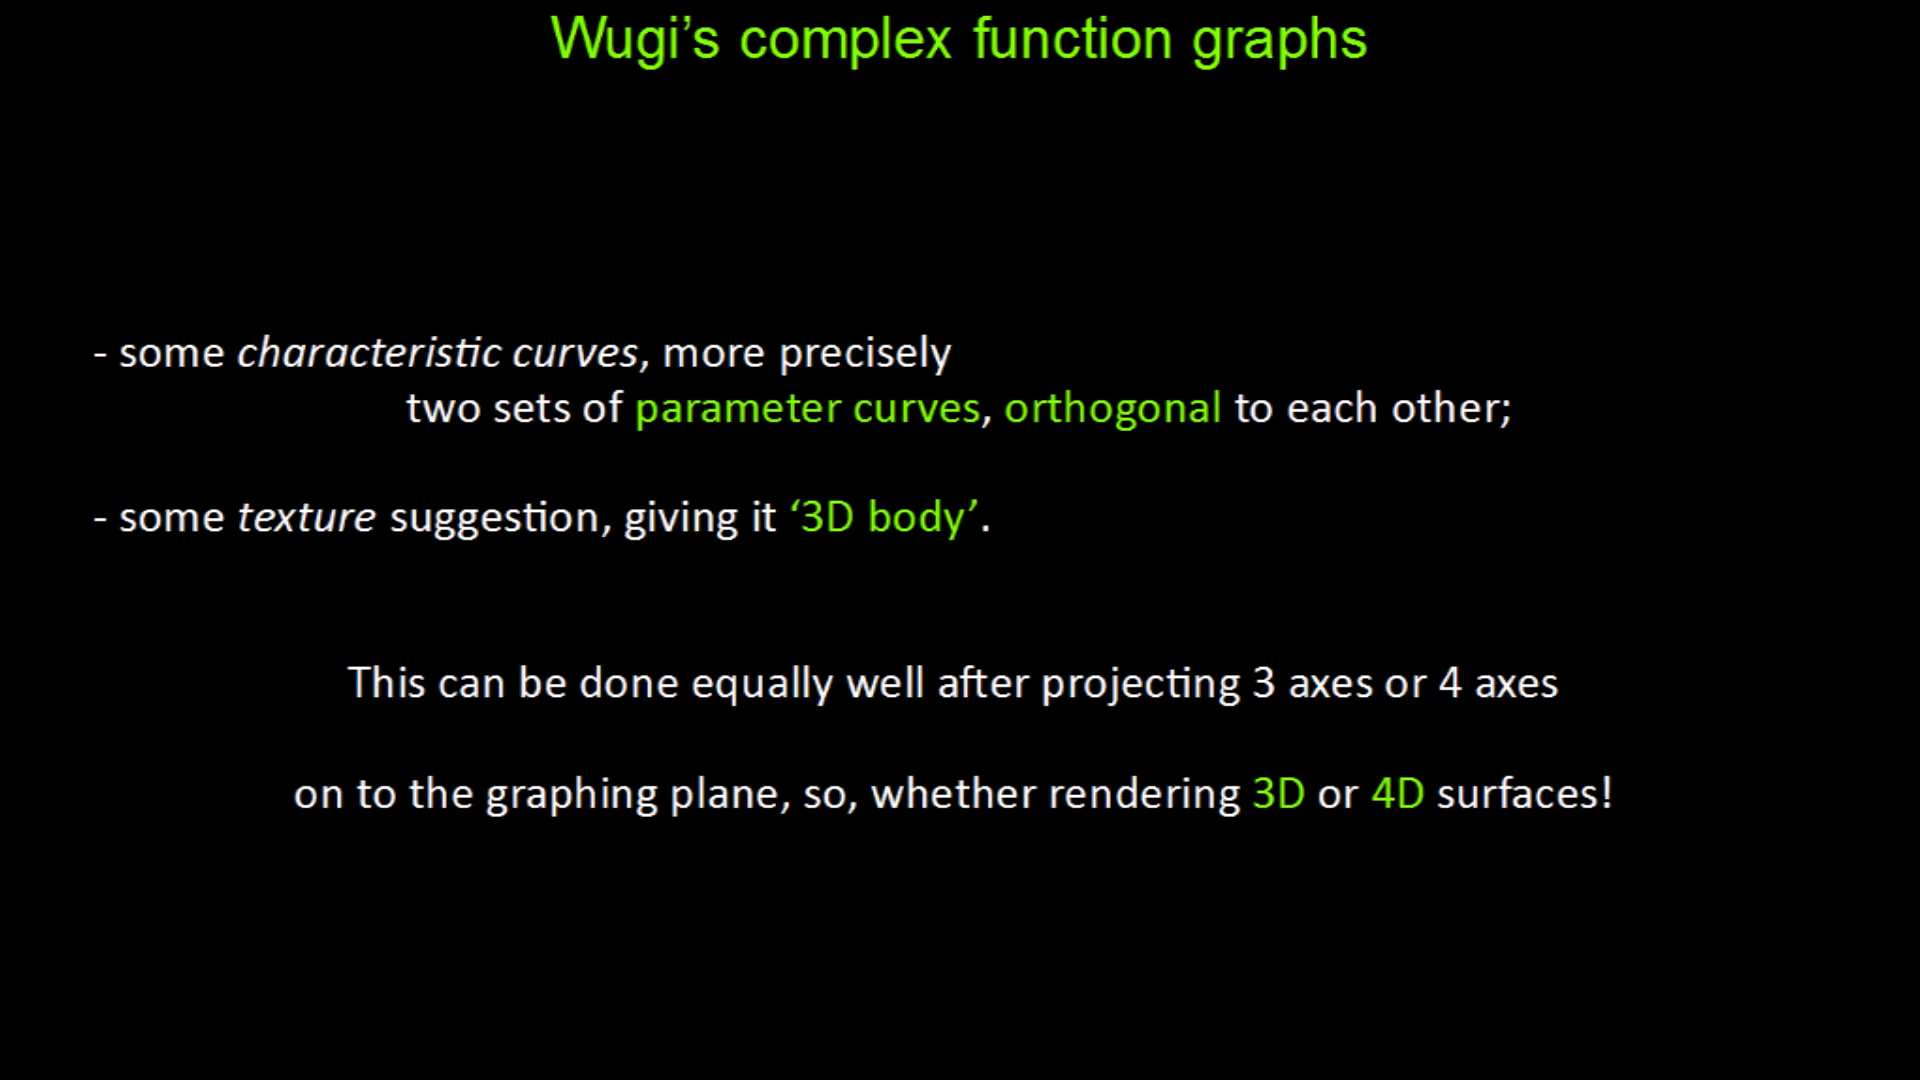 Wugi’s complex function graphs
- some characteristic curves, more precisely
two sets of parameter curves, orthogonal to each other;
- some texture suggestion, giving it ‘3D body’.
This can be done equally well after projecting 3 axes or 4 axes
on to the graphing plane, so, whether rendering 3D or 4D surfaces!